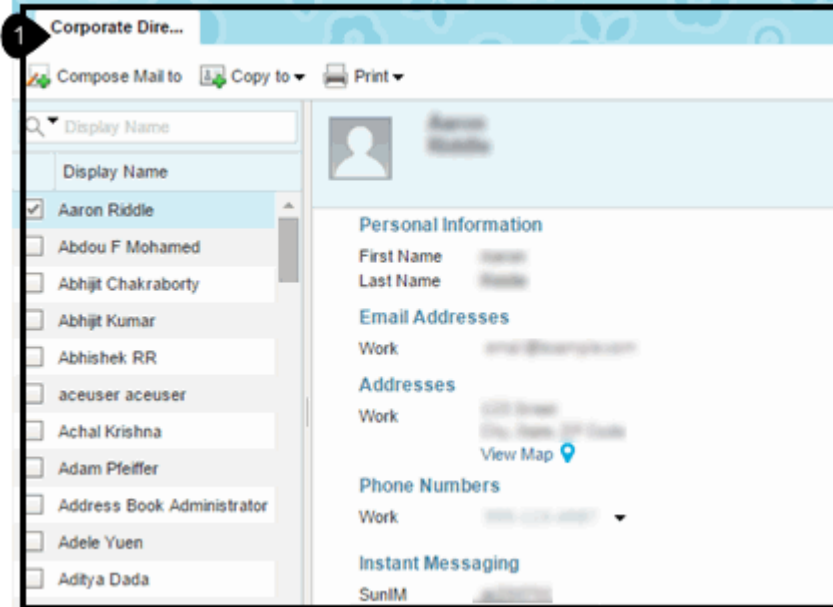 1
Corporate Dire...
Compose Mail to Copy to Print
Display Name
Display Name
Aaron Riddle
Abdou F Mohamed
Abhijit Chakraborty
Abhijit Kumar
Abhishek RR
aceuser aceuser
Achal Krishna
Adam Pfeiffer
Address Book Administrator
Adele Yuen
Aditya Dada
Personal Information
First Name
Last Name
Email Addresses
Work
Addresses
Work
View Map
Phone Numbers
Work
Instant Messaging
SunIM